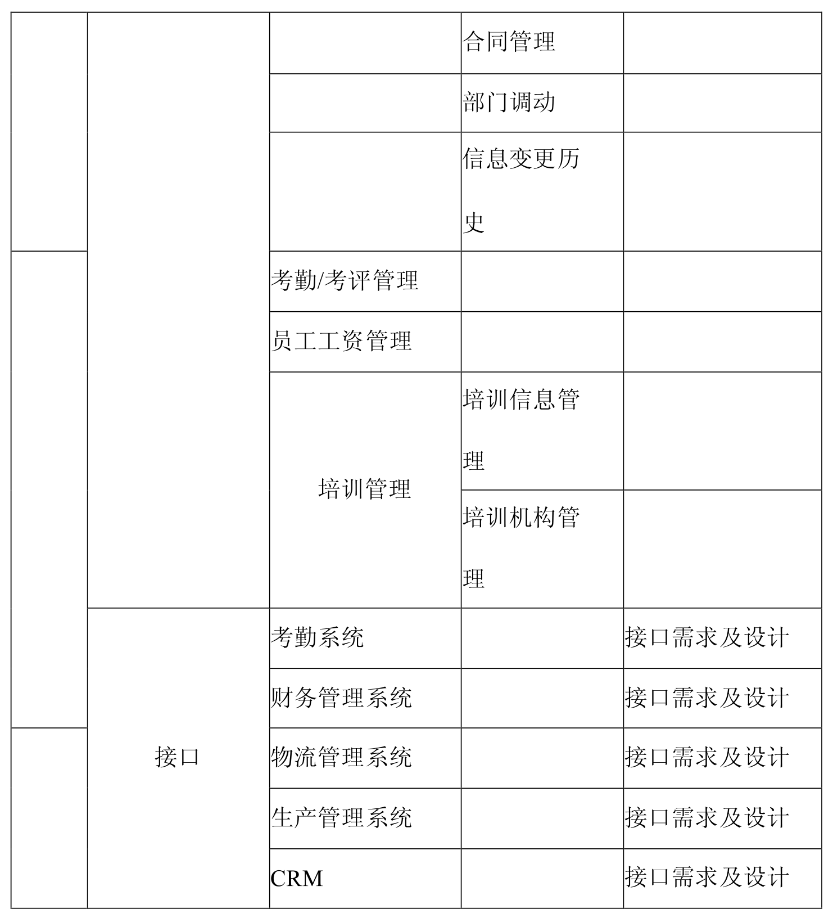 合同管理
部门调动
信息变更历
史
考勤/考评管理
员工工资管理
培训管理
培训信息管
理
培训机构管
理
接口
考勤系统
接口需求及设计
财务管理系统
接口需求及设计
物流管理系统
接口需求及设计
生产管理系统
接口需求及设计
CRM
接口需求及设计